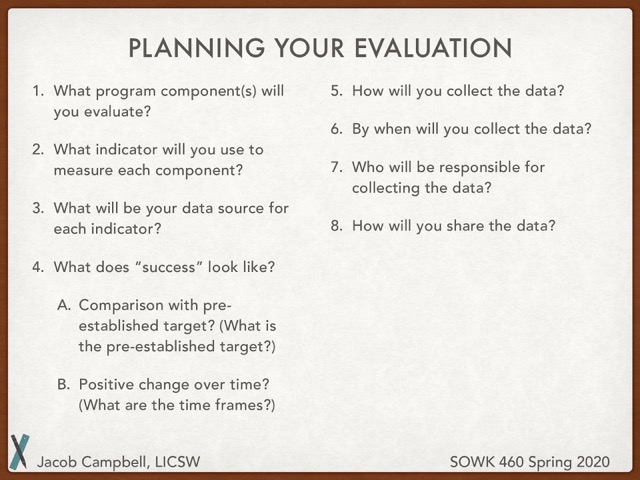 PLANNING YOUR EVALUATION
1. What program component(s) will
you evaluate?
2. What indicator will you use to
measure each component?
3. What will be your data source for
each indicator?
4. What does “success” look like?
A. Comparison with pre-
established target? (What is
the pre-established target?)
B. Positive change over time?
(What are the time frames?)
5. How will you collect the data?
6. By when will you collect the data?
7. Who will be responsible for
collecting the data?
8. How will you share the data?
Jacob Campbell, LICSW
SOWK 460 Spring 2020